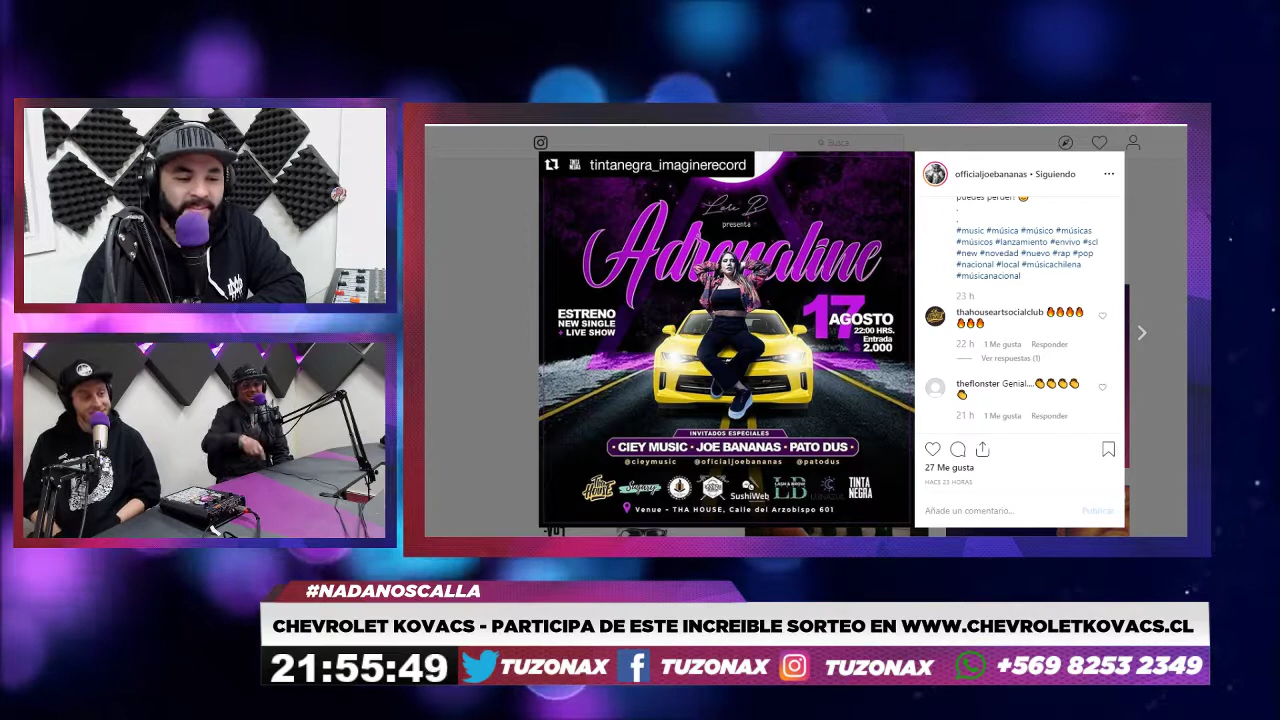 Busca
tintanegra_imaginerecord
Lore B
presenta
Adrenaline
ESTRENO
NEW SINGLE
+ LIVE SHOW
17
AGOSTO
22:00 HRS.
Entrada
$ 2.000
INVITADOS ESPECIALES
· CIEY MUSIC · JOE BANANAS · PATO DUS ·
@cieymusic @officialjoebananas @patodus
SushiWeb
LB
TINTA
NEGRA
Venue - THA HOUSE, Calle del Arzobispo 601
officialjoebananas • Siguiendo
puedes perder!
.
.
#music #música #músico #músicas
#músicos #lanzamiento #envivo #scl
#new #novedad #nuevo #rap #pop
#nacional #local #músicachilena
#músicanacional
23 h
thahouseartsocialclub
22 h 1 Me gusta Responder
Ver respuestas (1)
theflonster Genial....
21 h 1 Me gusta Responder
27 Me gusta
HACE 23 HORAS
Añade un comentario...
Publicar
#NADANOSCALLA
CHEVROLET KOVACS - PARTICIPA DE ESTE INCREIBLE SORTEO EN WWW.CHEVROLETKOVACS.CL
21:55:49
TUZONAX
TUZONAX
TUZONAX
+569 8253 2349